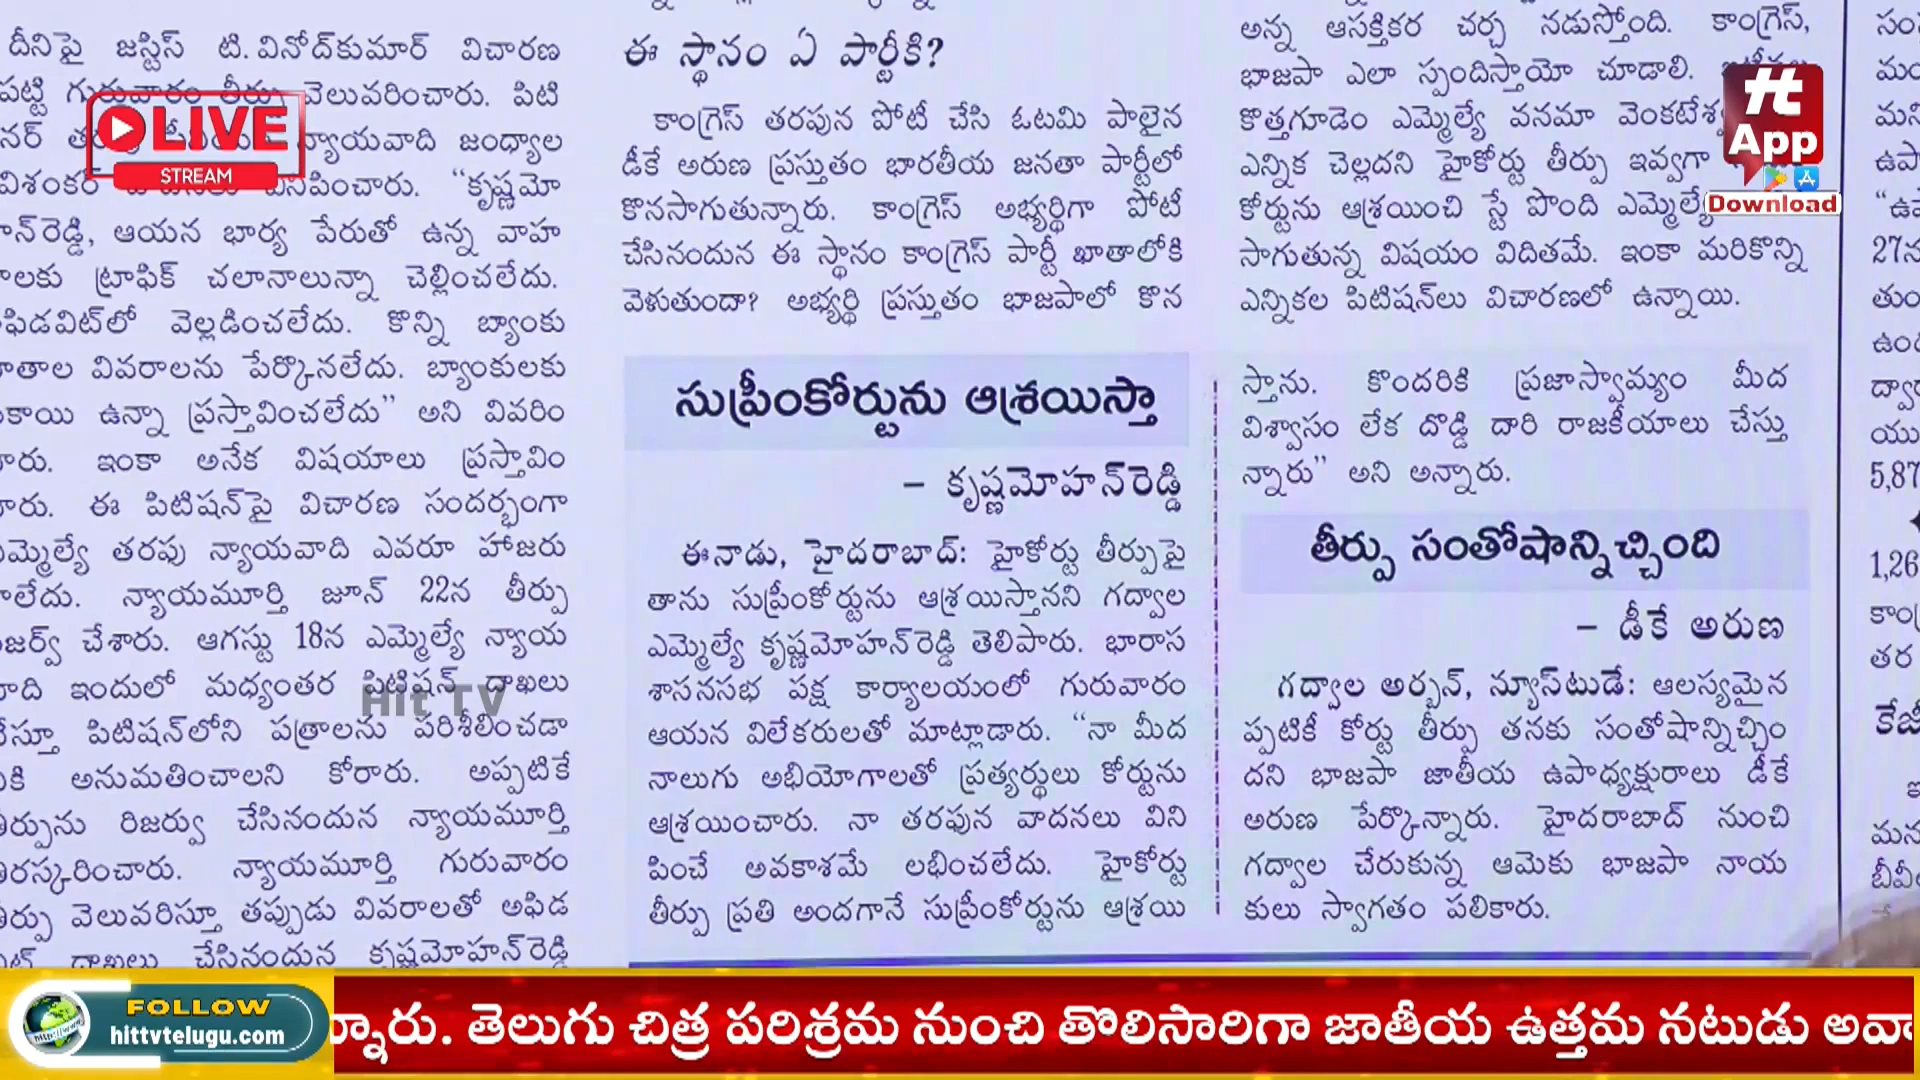 దీనిపై జస్టిస్ టి.వినోద్‌కుమార్ విచారణ
గురువారం తీర్పు వెలువరించారు. పిటి
న్యాయవాది జంధ్యాల
వినిపించారు. “కృష్ణమో
ఆయన భార్య పేరుతో ఉన్న వాహ
ట్రాఫిక్ చలానాలున్నా చెల్లించలేదు.
వెల్లడించలేదు. కొన్ని బ్యాంకు
వివరాలను పేర్కొనలేదు. బ్యాంకులకు
ఉన్నా ప్రస్తావించలేదు” అని వివరిం
ఇంకా అనేక విషయాలు ప్రస్తావిం
ఈ పిటిషన్‌పై విచారణ సందర్భంగా
తరఫు న్యాయవాది ఎవరూ హాజరు
న్యాయమూర్తి జూన్ 22న తీర్పు
చేశారు. ఆగస్టు 18న ఎమ్మెల్యే న్యాయ
ఇందులో మధ్యంతర పిటిషన్ దాఖలు
పిటిషన్‌లోని పత్రాలను పరిశీలించడా
అనుమతించాలని కోరారు. అప్పటికే
రిజర్వు చేసినందున న్యాయమూర్తి
న్యాయమూర్తి గురువారం
వెలువరిస్తూ తప్పుడు వివరాలతో అఫిడ
దాఖలు చేసినందున కృష్ణమోహన్‌రెడ్డి
ఈ స్థానం ఏ పార్టీకి?
కాంగ్రెస్ తరఫున పోటీ చేసి ఓటమి పాలైన
డీకే అరుణ ప్రస్తుతం భారతీయ జనతా పార్టీలో
కొనసాగుతున్నారు. కాంగ్రెస్ అభ్యర్థిగా పోటీ
చేసినందున ఈ స్థానం కాంగ్రెస్ పార్టీ ఖాతాలోకి
వెళుతుందా? అభ్యర్థి ప్రస్తుతం భాజపాలో కొన
అన్న ఆసక్తికర చర్చ నడుస్తోంది. కాంగ్రెస్,
భాజపా ఎలా స్పందిస్తాయో చూడాలి.
కొత్తగూడెం ఎమ్మెల్యే వనమా
ఎన్నిక చెల్లదని హైకోర్టు తీర్పు ఇవ్వగా
కోర్టును ఆశ్రయించి స్టే పొంది ఎమ్మెల్యే
సాగుతున్న విషయం విదితమే. ఇంకా మరికొన్ని
ఎన్నికల పిటిషన్‌లు విచారణలో ఉన్నాయి.
సుప్రీంకోర్టును ఆశ్రయిస్తా
– కృష్ణమోహన్‌రెడ్డి
ఈనాడు, హైదరాబాద్: హైకోర్టు తీర్పుపై
తాను సుప్రీంకోర్టును ఆశ్రయిస్తానని గద్వాల
ఎమ్మెల్యే కృష్ణమోహన్‌రెడ్డి తెలిపారు. భారాస
శాసనసభ పక్ష కార్యాలయంలో గురువారం
ఆయన విలేకరులతో మాట్లాడారు. “నా మీద
నాలుగు అభియోగాలతో ప్రత్యర్థులు కోర్టును
ఆశ్రయించారు. నా తరఫున వాదనలు విని
పించే అవకాశమే లభించలేదు. హైకోర్టు
తీర్పు ప్రతి అందగానే సుప్రీంకోర్టును ఆశ్రయి
స్తాను. కొందరికి ప్రజాస్వామ్యం మీద
విశ్వాసం లేక దొడ్డి దారి రాజకీయాలు చేస్తు
న్నారు” అని అన్నారు.
తీర్పు సంతోషాన్నిచ్చింది
– డీకే అరుణ
గద్వాల అర్బన్, న్యూస్‌టుడే: ఆలస్యమైన
ప్పటికీ కోర్టు తీర్పు తనకు సంతోషాన్నిచ్చిం
దని భాజపా జాతీయ ఉపాధ్యక్షురాలు డీకే
అరుణ పేర్కొన్నారు. హైదరాబాద్ నుంచి
గద్వాల చేరుకున్న ఆమెకు భాజపా నాయ
కులు స్వాగతం పలికారు.
LIVE
STREAM
App
Download
Hit TV
FOLLOW
hittvtelugu.com
తెలుగు చిత్ర పరిశ్రమ నుంచి తొలిసారిగా జాతీయ ఉత్తమ నటుడు